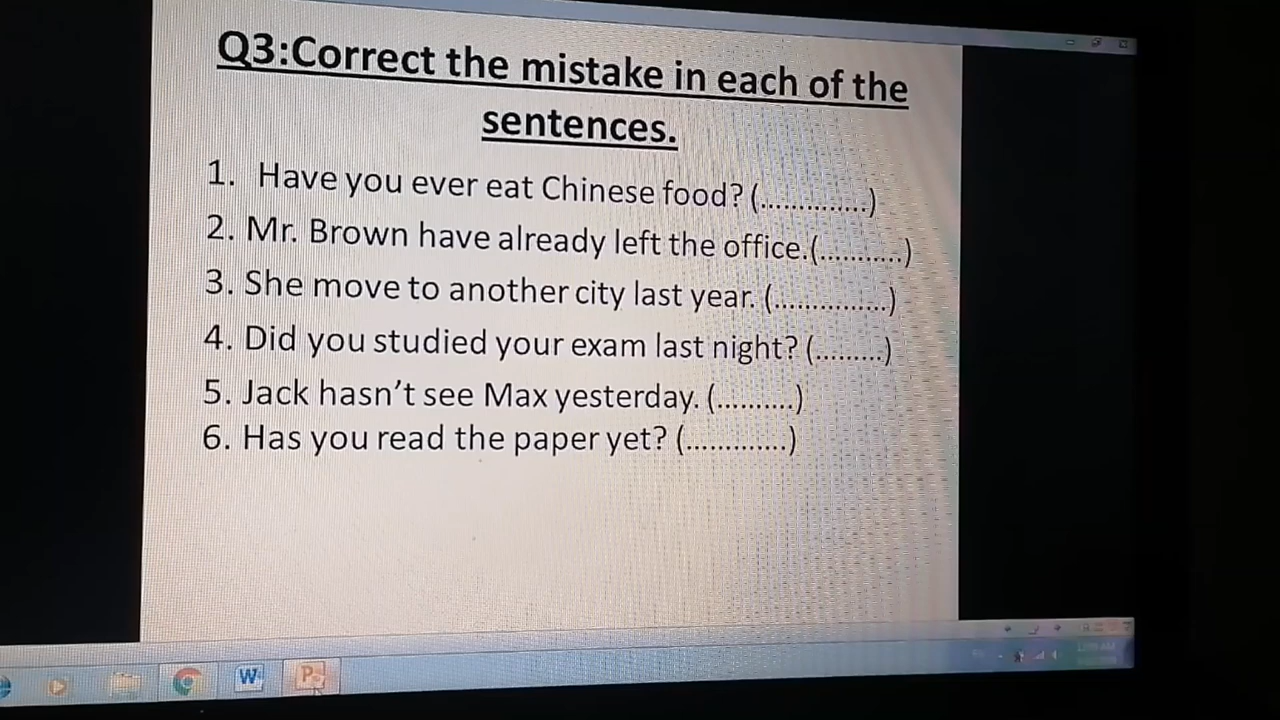 Q3:Correct the mistake in each of the
sentences.
1. Have you ever eat Chinese food? (..............)
2. Mr. Brown have already left the office.(...........)
3. She move to another city last year. (...............)
4. Did you studied your exam last night? (.........)
5. Jack hasn't see Max yesterday. (..........)
6. Has you read the paper yet? (.............)
W
P